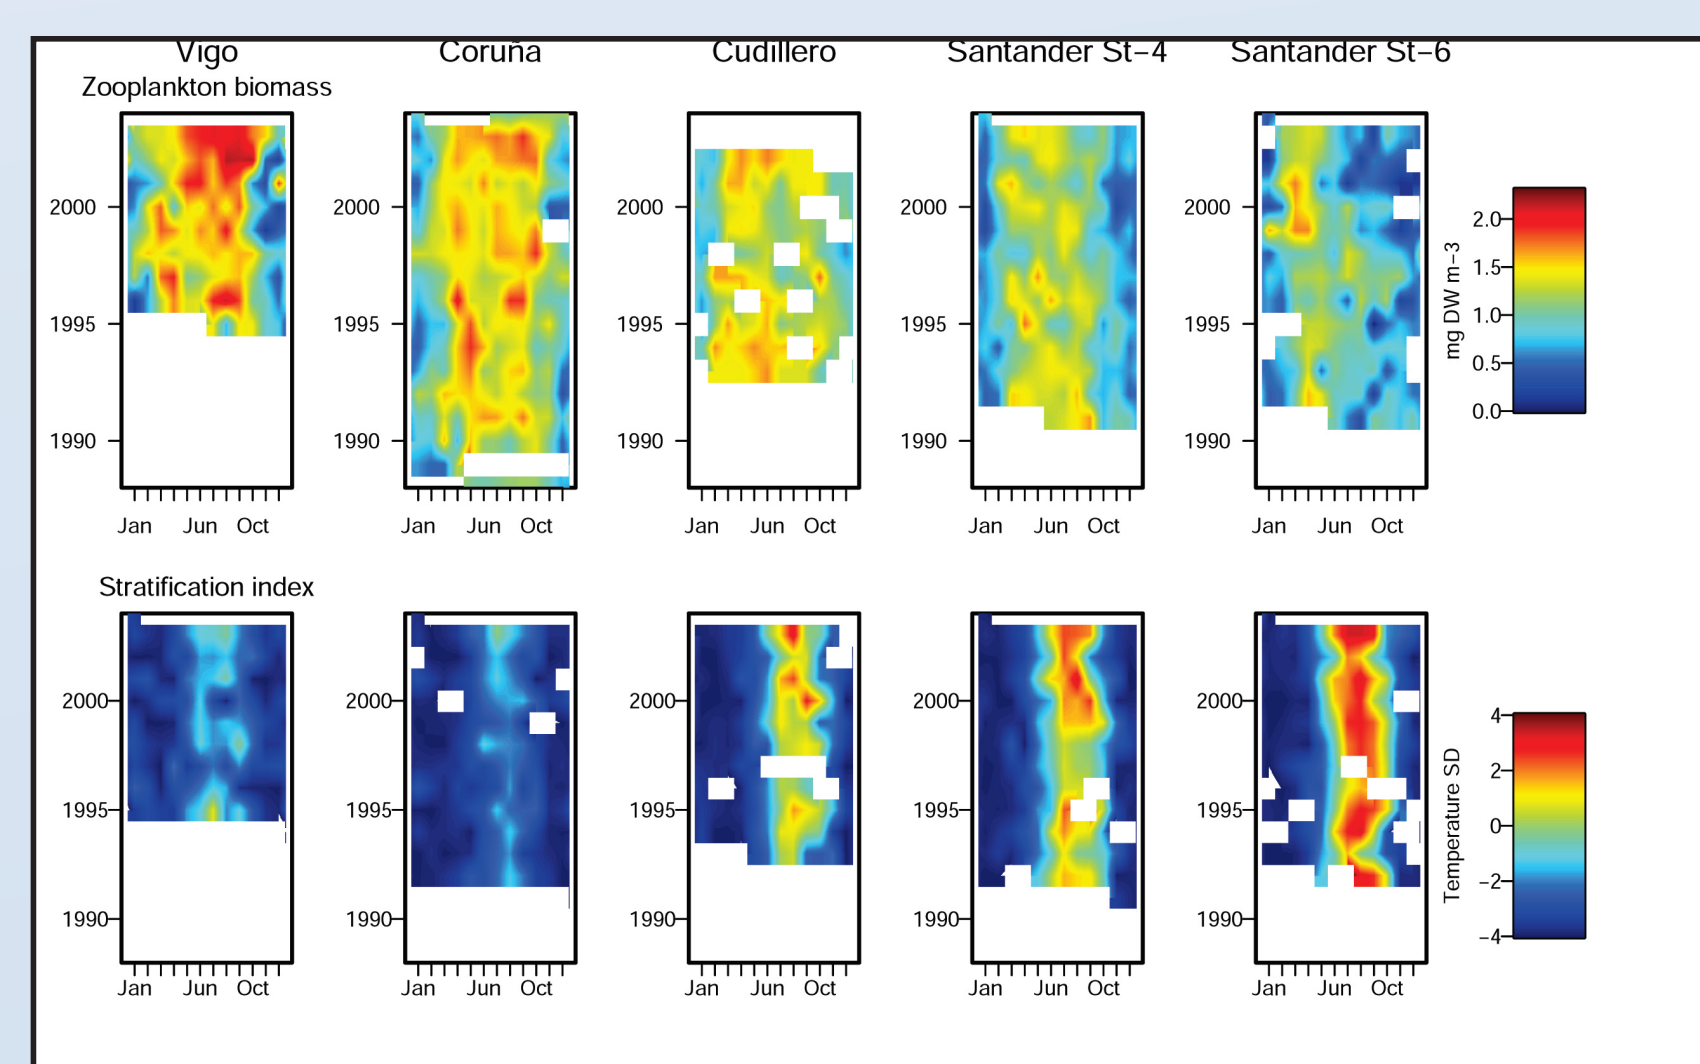 Vigo Coruña Cudillero Santander St−4 Santander St−6
Zooplankton biomass
2000 2000 2000 2000 2000
1995 1995 1995 1995 1995
1990 1990 1990 1990 1990
Jan Jun Oct Jan Jun Oct Jan Jun Oct Jan Jun Oct Jan Jun Oct
2.0
1.5
1.0
0.5
0.0
mg DW m−3
Stratification index
2000 2000 2000 2000 2000
1995 1995 1995 1995 1995
1990 1990 1990 1990 1990
Jan Jun Oct Jan Jun Oct Jan Jun Oct Jan Jun Oct Jan Jun Oct
4
2
0
−2
−4
Temperature SD